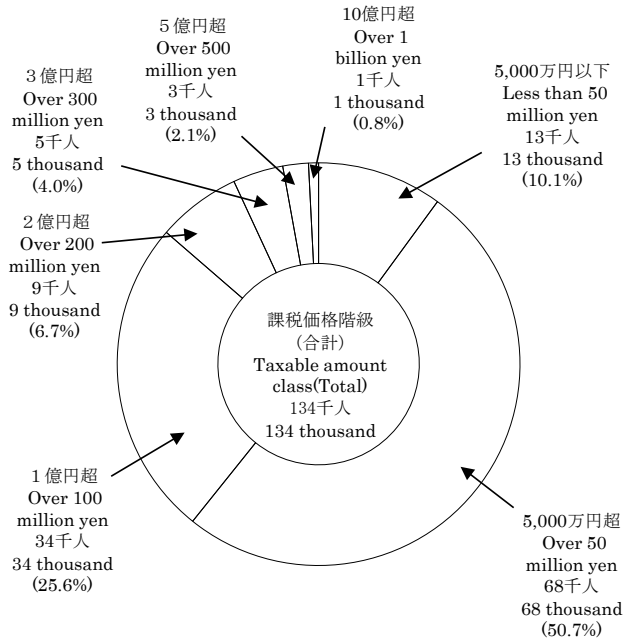 10億円超
Over 1
billion yen
1千人
1 thousand
(0.8%)
5億円超
Over 500
million yen
3千人
3 thousand
(2.1%)
3億円超
Over 300
million yen
5千人
5 thousand
(4.0%)
2億円超
Over 200
million yen
9千人
9 thousand
(6.7%)
1億円超
Over 100
million yen
34千人
34 thousand
(25.6%)
5,000万円以下
Less than 50
million yen
13千人
13 thousand
(10.1%)
課税価格階級
(合計)
Taxable amount
class(Total)
134千人
134 thousand
5,000万円超
Over 50
million yen
68千人
68 thousand
(50.7%)